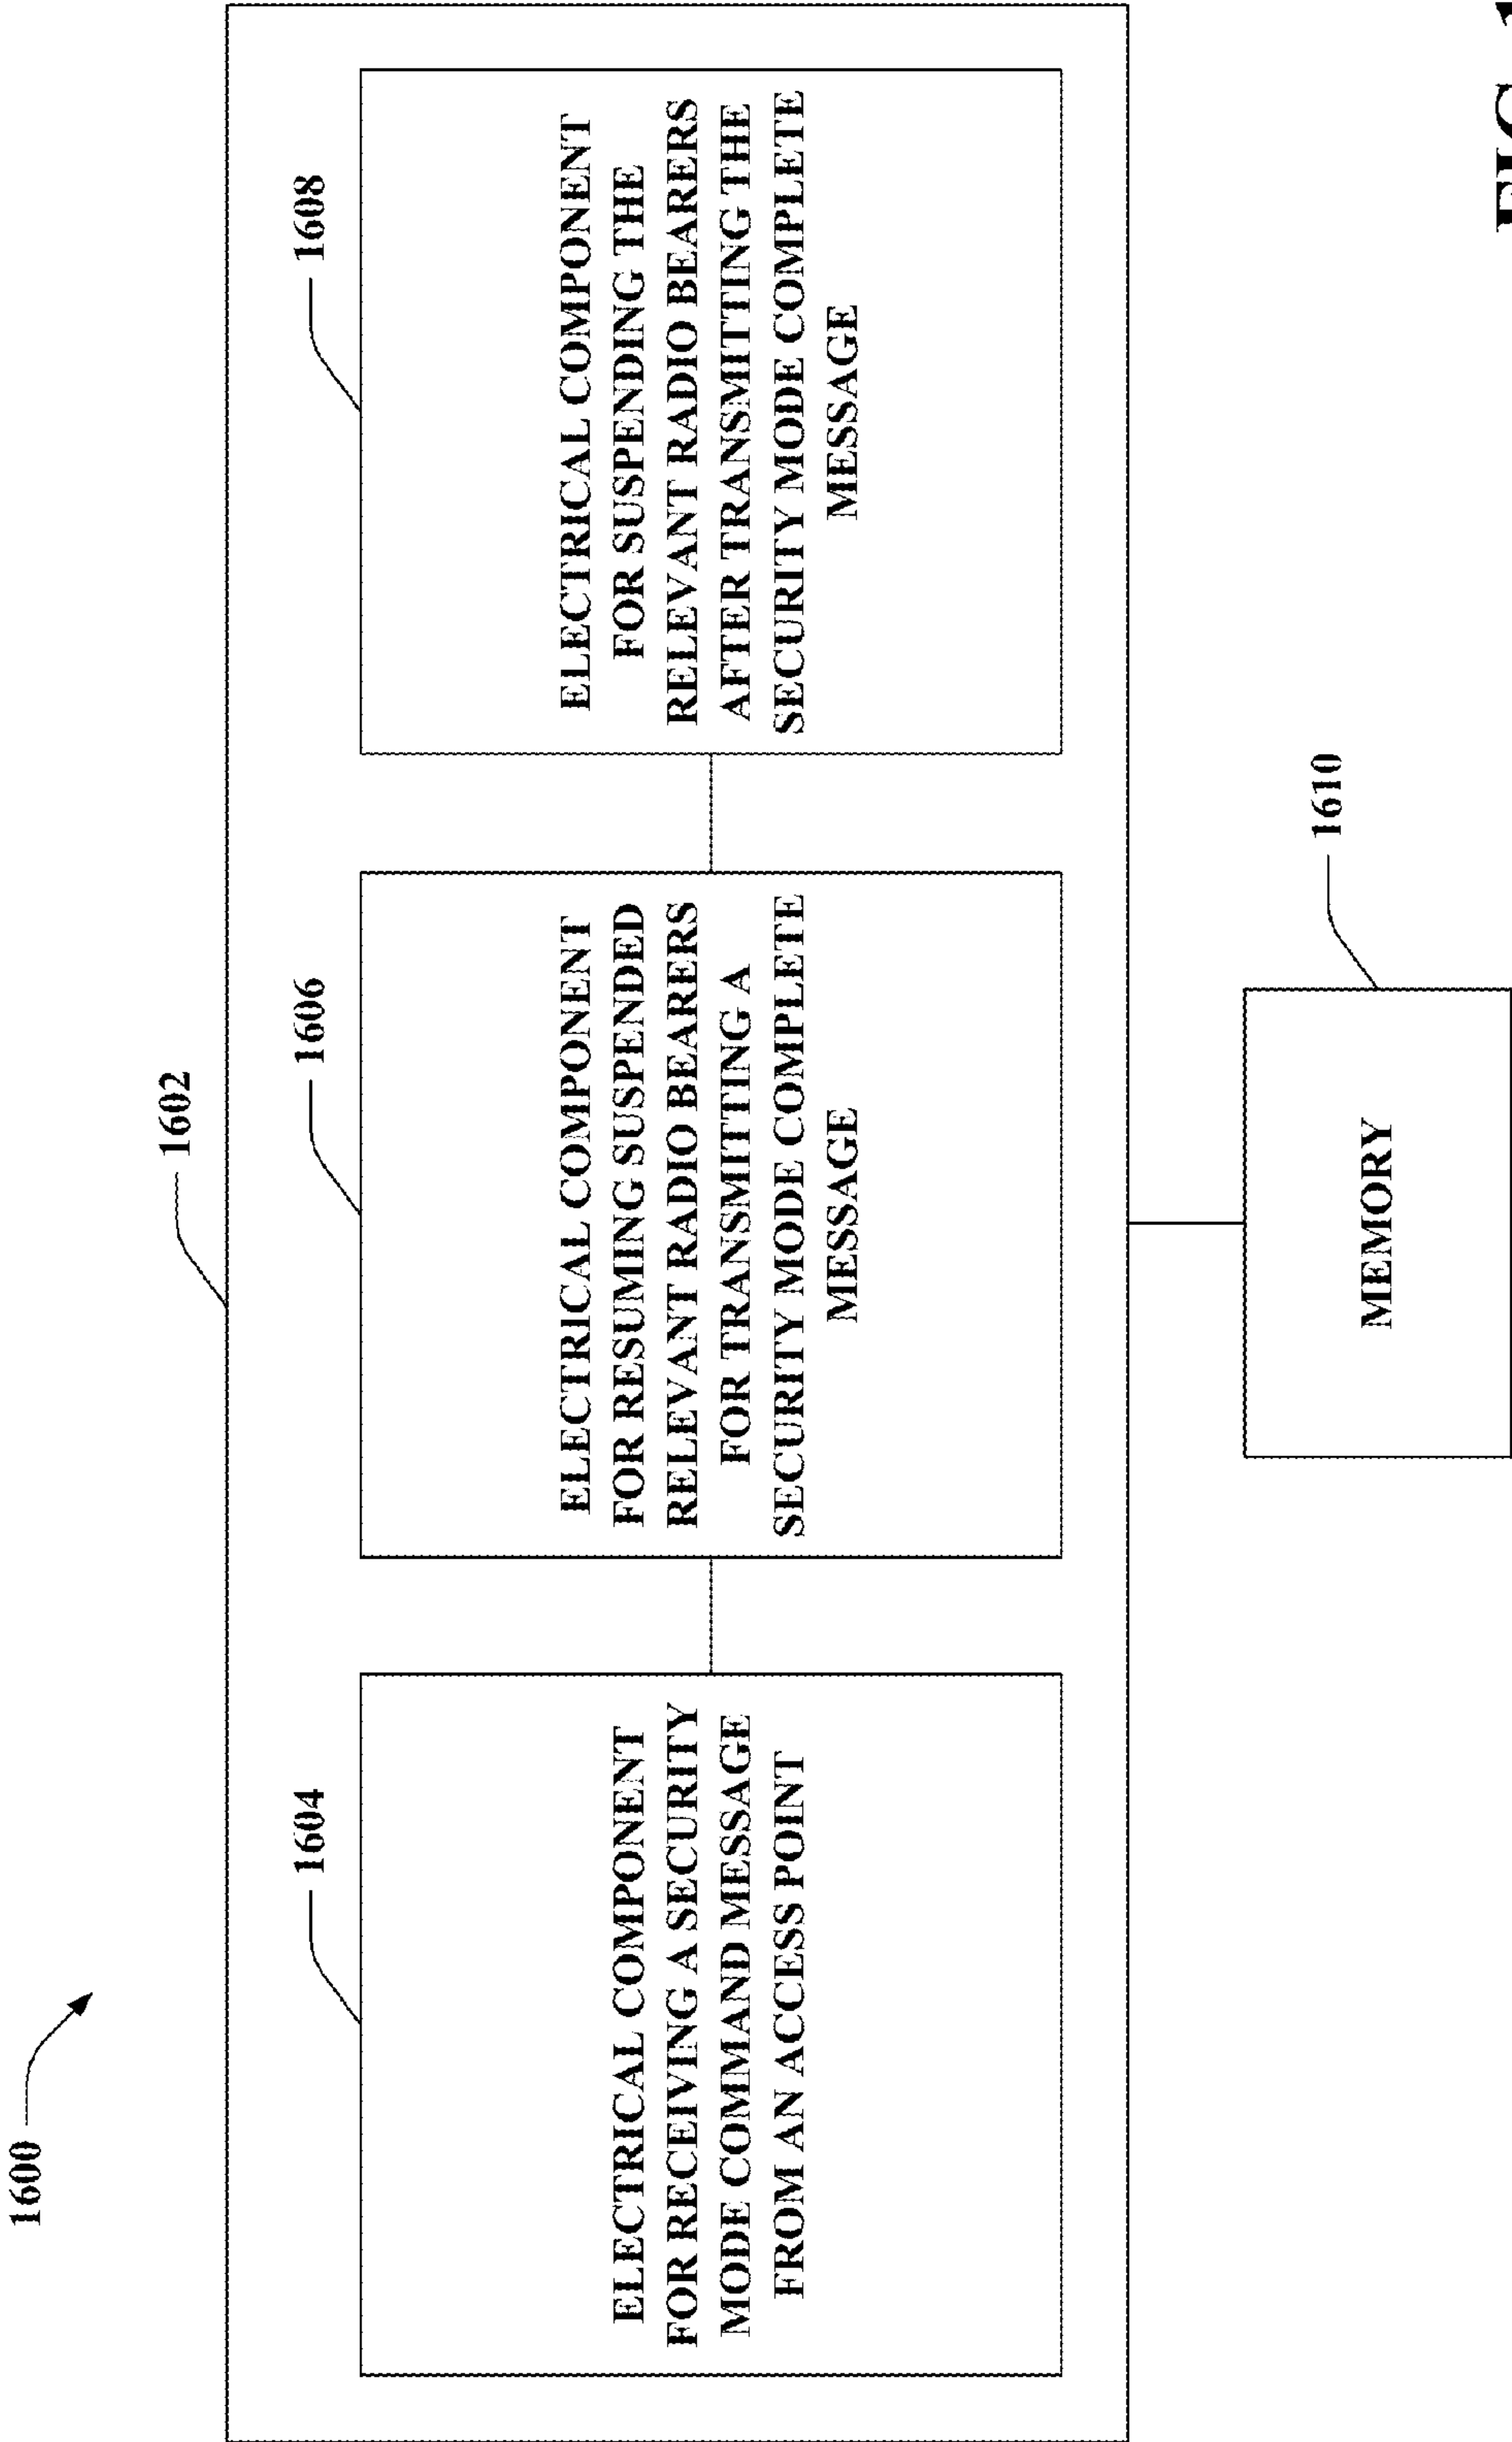 1600
1602
1604
ELECTRICAL COMPONENT
FOR RECEIVING A SECURITY
MODE COMMAND MESSAGE
FROM AN ACCESS POINT
1606
ELECTRICAL COMPONENT
FOR RESUMING SUSPENDED
RELEVANT RADIO BEARERS
FOR TRANSMITTING A
SECURITY MODE COMPLETE
MESSAGE
1608
ELECTRICAL COMPONENT
FOR SUSPENDING THE
RELEVANT RADIO BEARERS
AFTER TRANSMITTING THE
SECURITY MODE COMPLETE
MESSAGE
1610
MEMORY